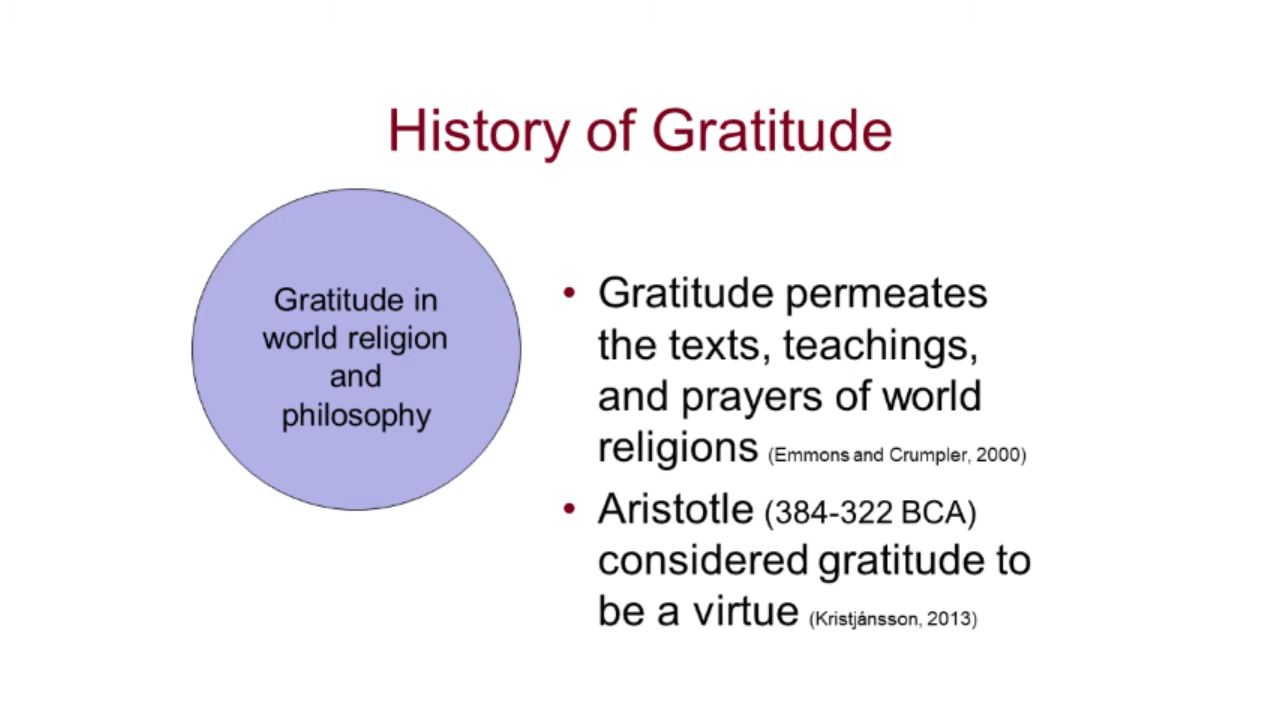 History of Gratitude
Gratitude in
world religion
and
philosophy
• Gratitude permeates
the texts, teachings,
and prayers of world
religions (Emmons and Crumpler, 2000)
• Aristotle (384-322 BCA)
considered gratitude to
be a virtue (Kristjánsson, 2013)